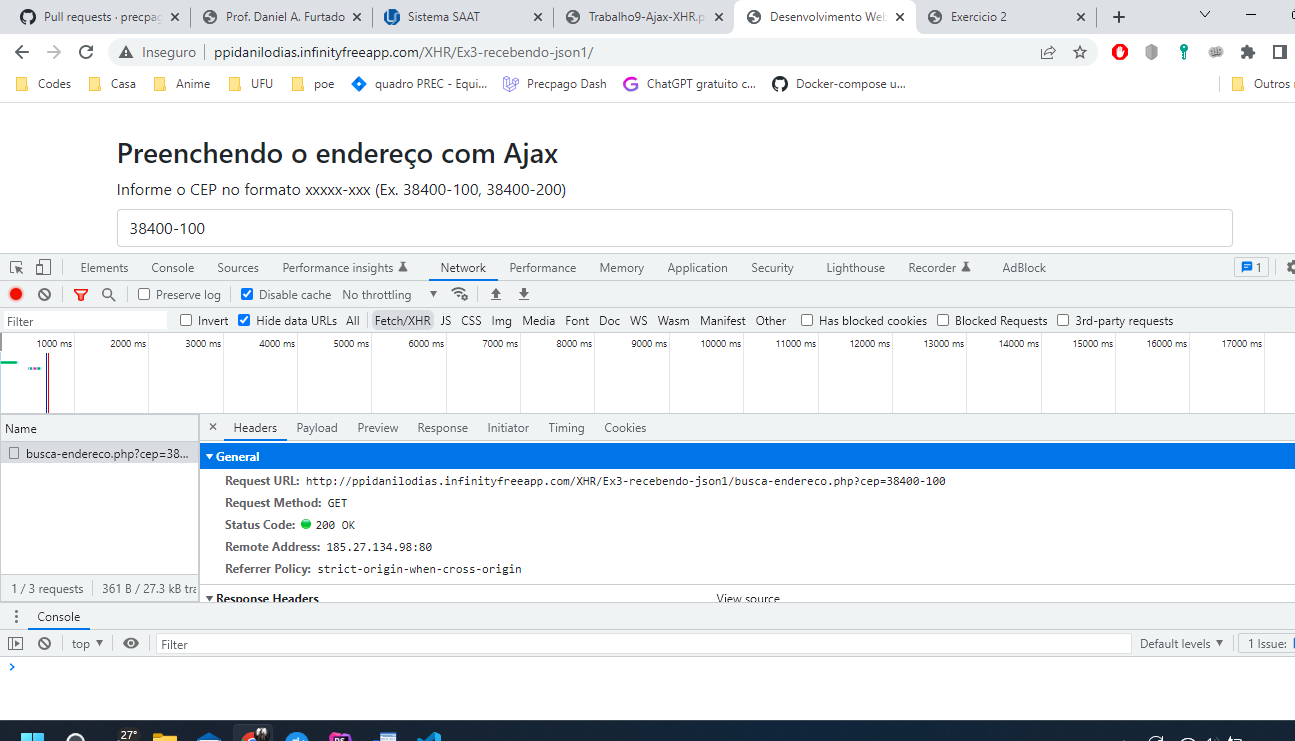 Pull requests · precpag
Prof. Daniel A. Furtado
Sistema SAAT
Trabalho9-Ajax-XHR.p
Desenvolvimento Web
Exercicio 2
Inseguro
ppidanilodias.infinityfreeapp.com/XHR/Ex3-recebendo-json1/
Codes
Casa
Anime
UFU
poe
quadro PREC - Equi...
Precpago Dash
ChatGPT gratuito c...
Docker-compose u...
Outros
Preenchendo o endereço com Ajax
Informe o CEP no formato xxxxx-xxx (Ex. 38400-100, 38400-200)
38400-100
Elements Console Sources Performance insights Network Performance Memory Application Security Lighthouse Recorder AdBlock 1
Preserve log Disable cache No throttling
Filter Invert Hide data URLs All Fetch/XHR JS CSS Img Media Font Doc WS Wasm Manifest Other Has blocked cookies Blocked Requests 3rd-party requests
1000 ms 2000 ms 3000 ms 4000 ms 5000 ms 6000 ms 7000 ms 8000 ms 9000 ms 10000 ms 11000 ms 12000 ms 13000 ms 14000 ms 15000 ms 16000 ms 17000 ms
Name
busca-endereco.php?cep=38...
1 / 3 requests 361 B / 27.3 kB tra
Headers Payload Preview Response Initiator Timing Cookies
General
Request URL: http://ppidanilodias.infinityfreeapp.com/XHR/Ex3-recebendo-json1/busca-endereco.php?cep=38400-100
Request Method: GET
Status Code: 200 OK
Remote Address: 185.27.134.98:80
Referrer Policy: strict-origin-when-cross-origin
Response Headers View source
Console
top Filter Default levels 1 Issue:
27°